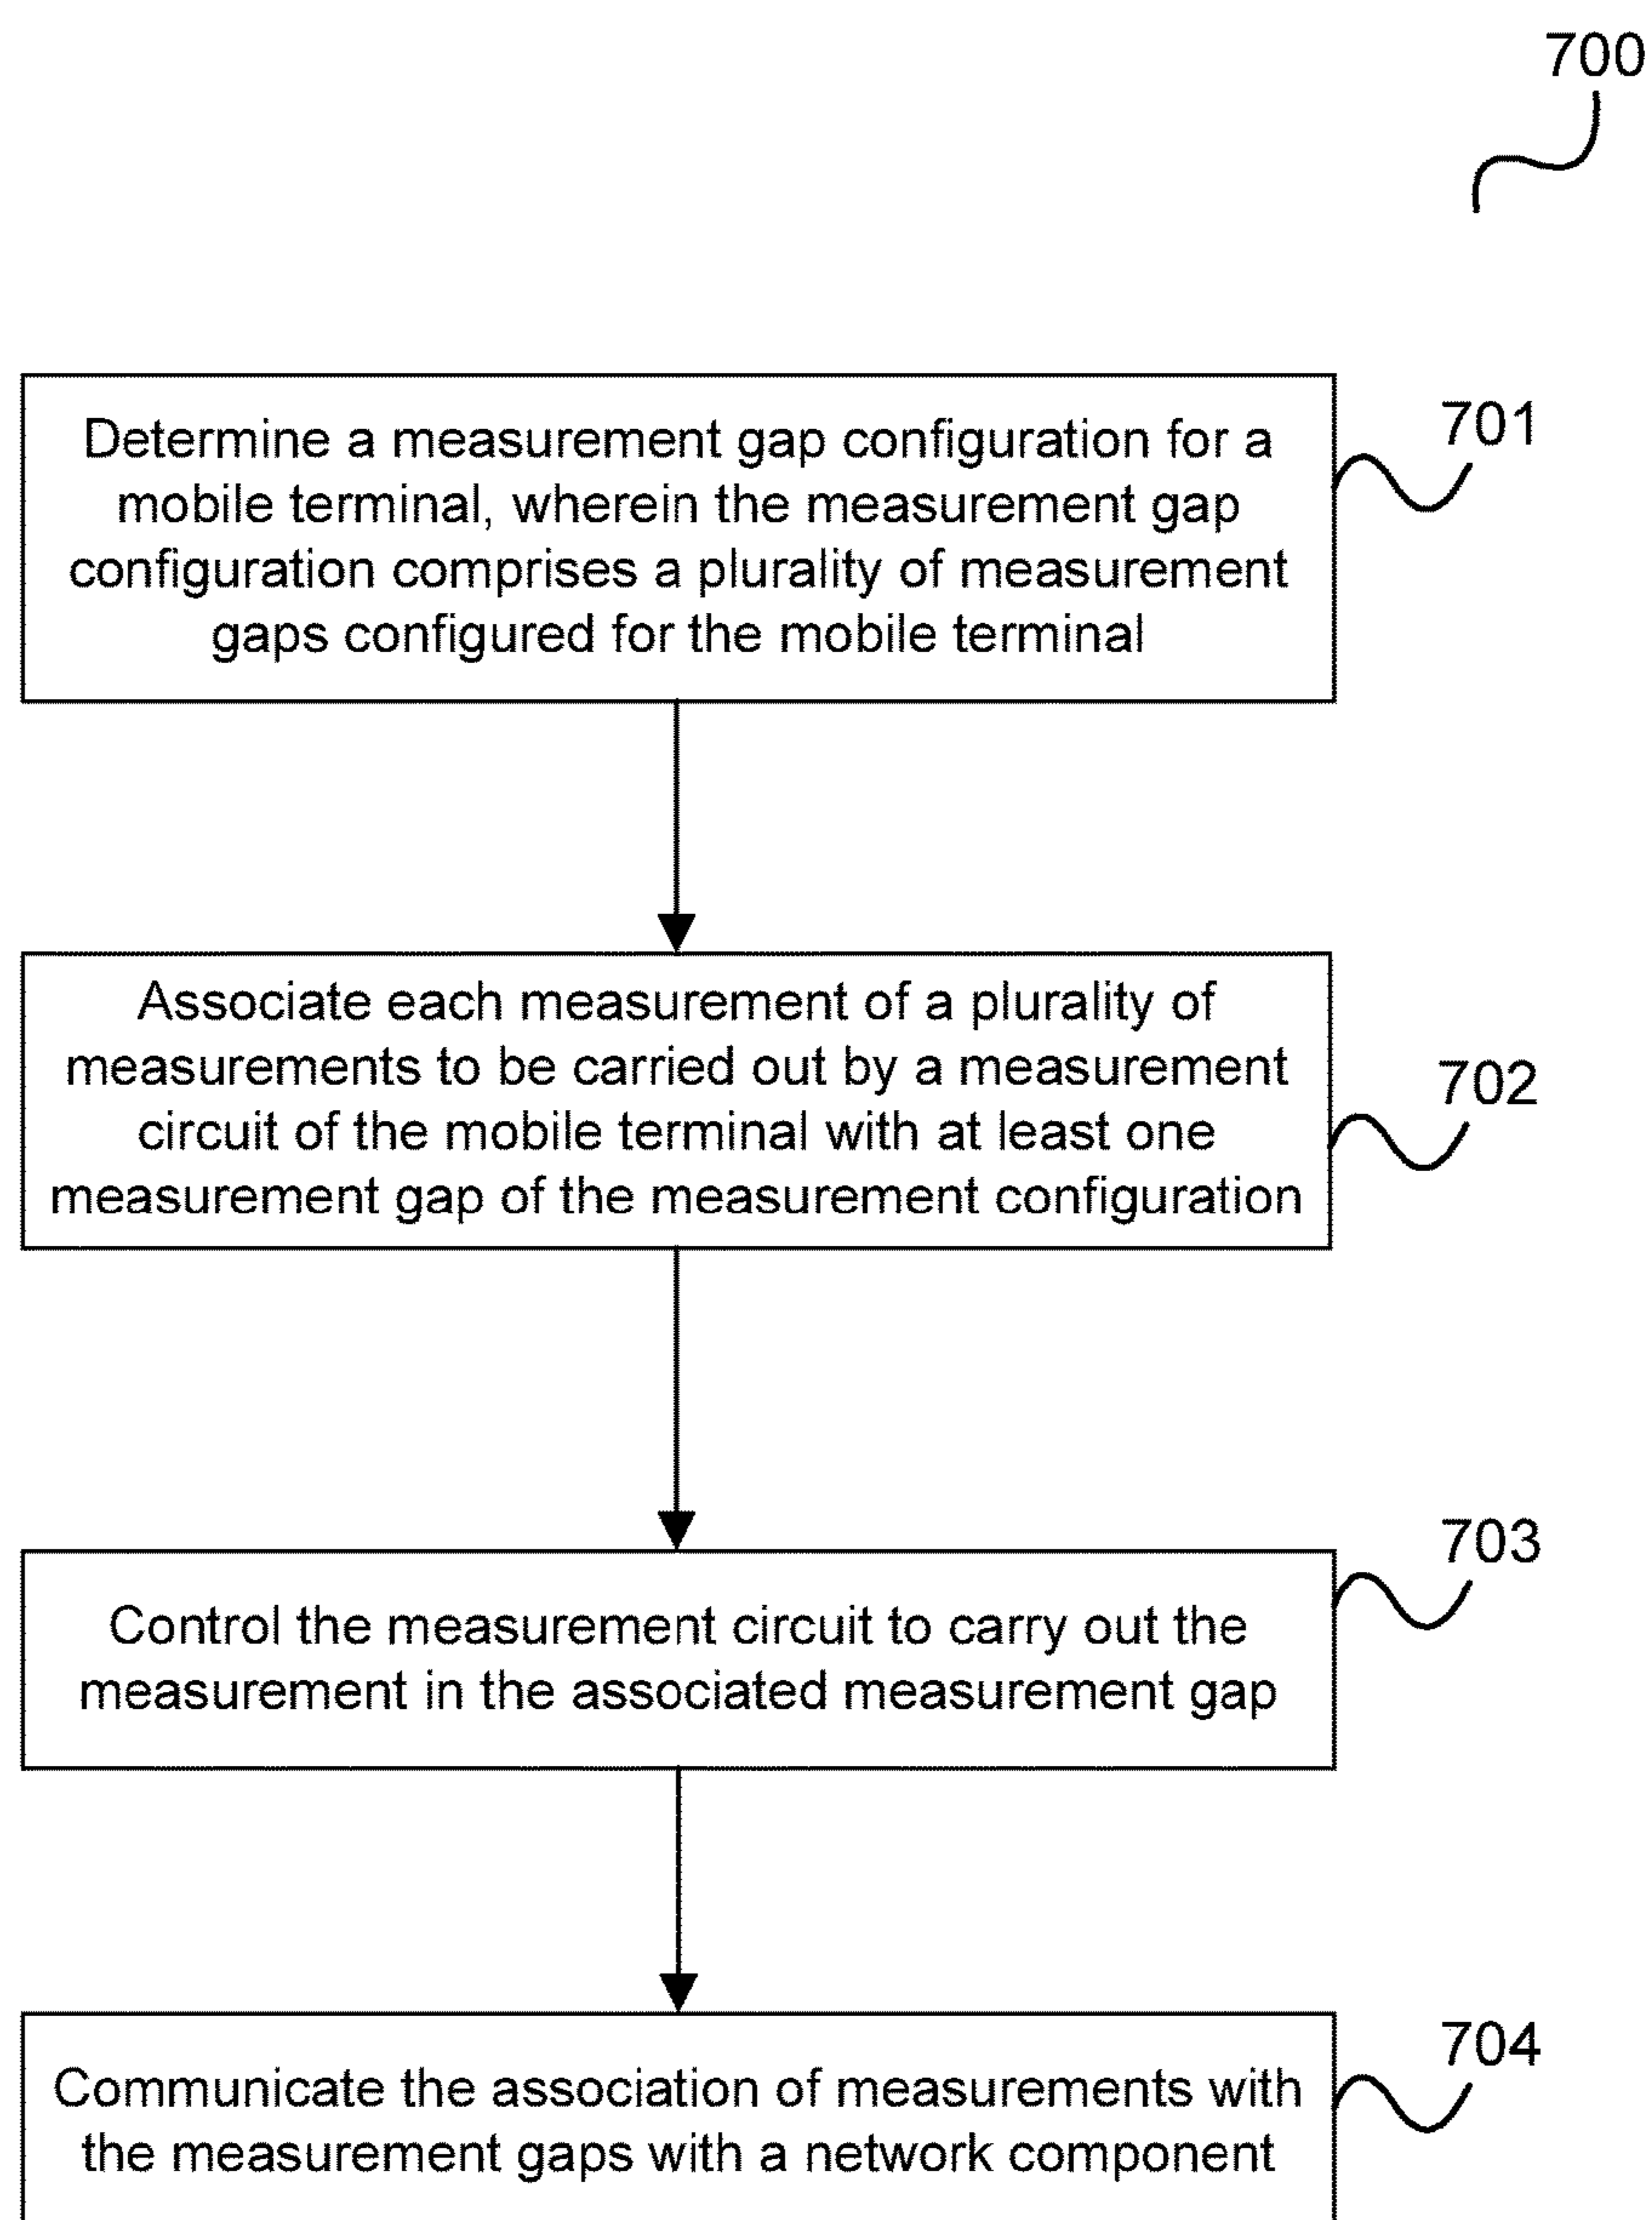 700
Determine a measurement gap configuration for a
mobile terminal, wherein the measurement gap
configuration comprises a plurality of measurement
gaps configured for the mobile terminal
701
Associate each measurement of a plurality of
measurements to be carried out by a measurement
circuit of the mobile terminal with at least one
measurement gap of the measurement configuration
702
Control the measurement circuit to carry out the
measurement in the associated measurement gap
703
Communicate the association of measurements with
the measurement gaps with a network component
704